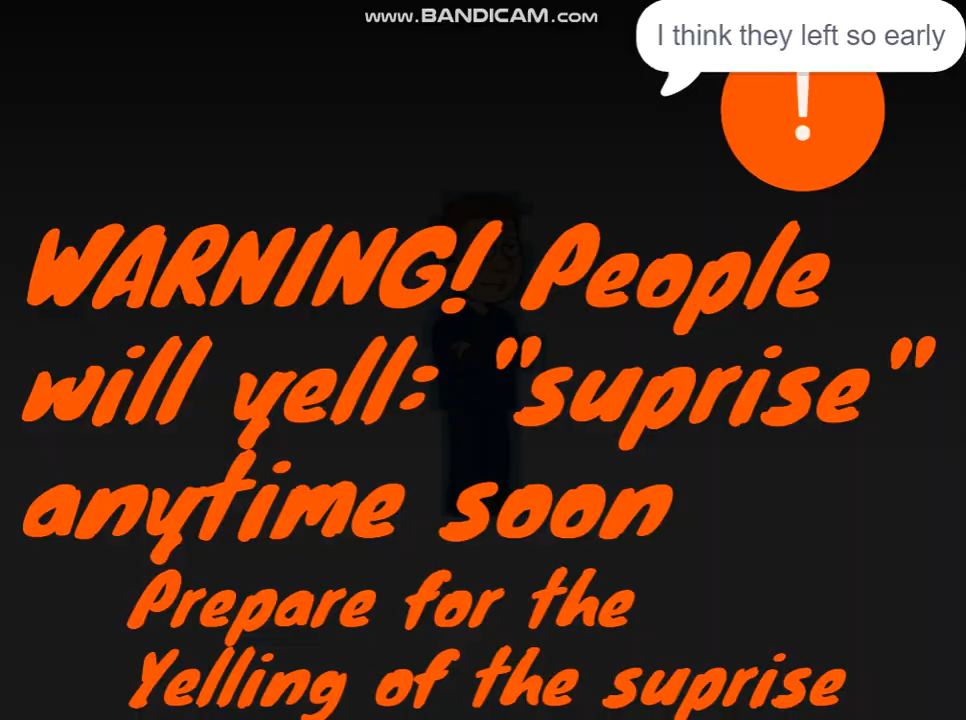 www.BANDICAM.com
I think they left so early
!
WARNING! People
will yell: "suprise"
anytime soon
Prepare for the
Yelling of the suprise